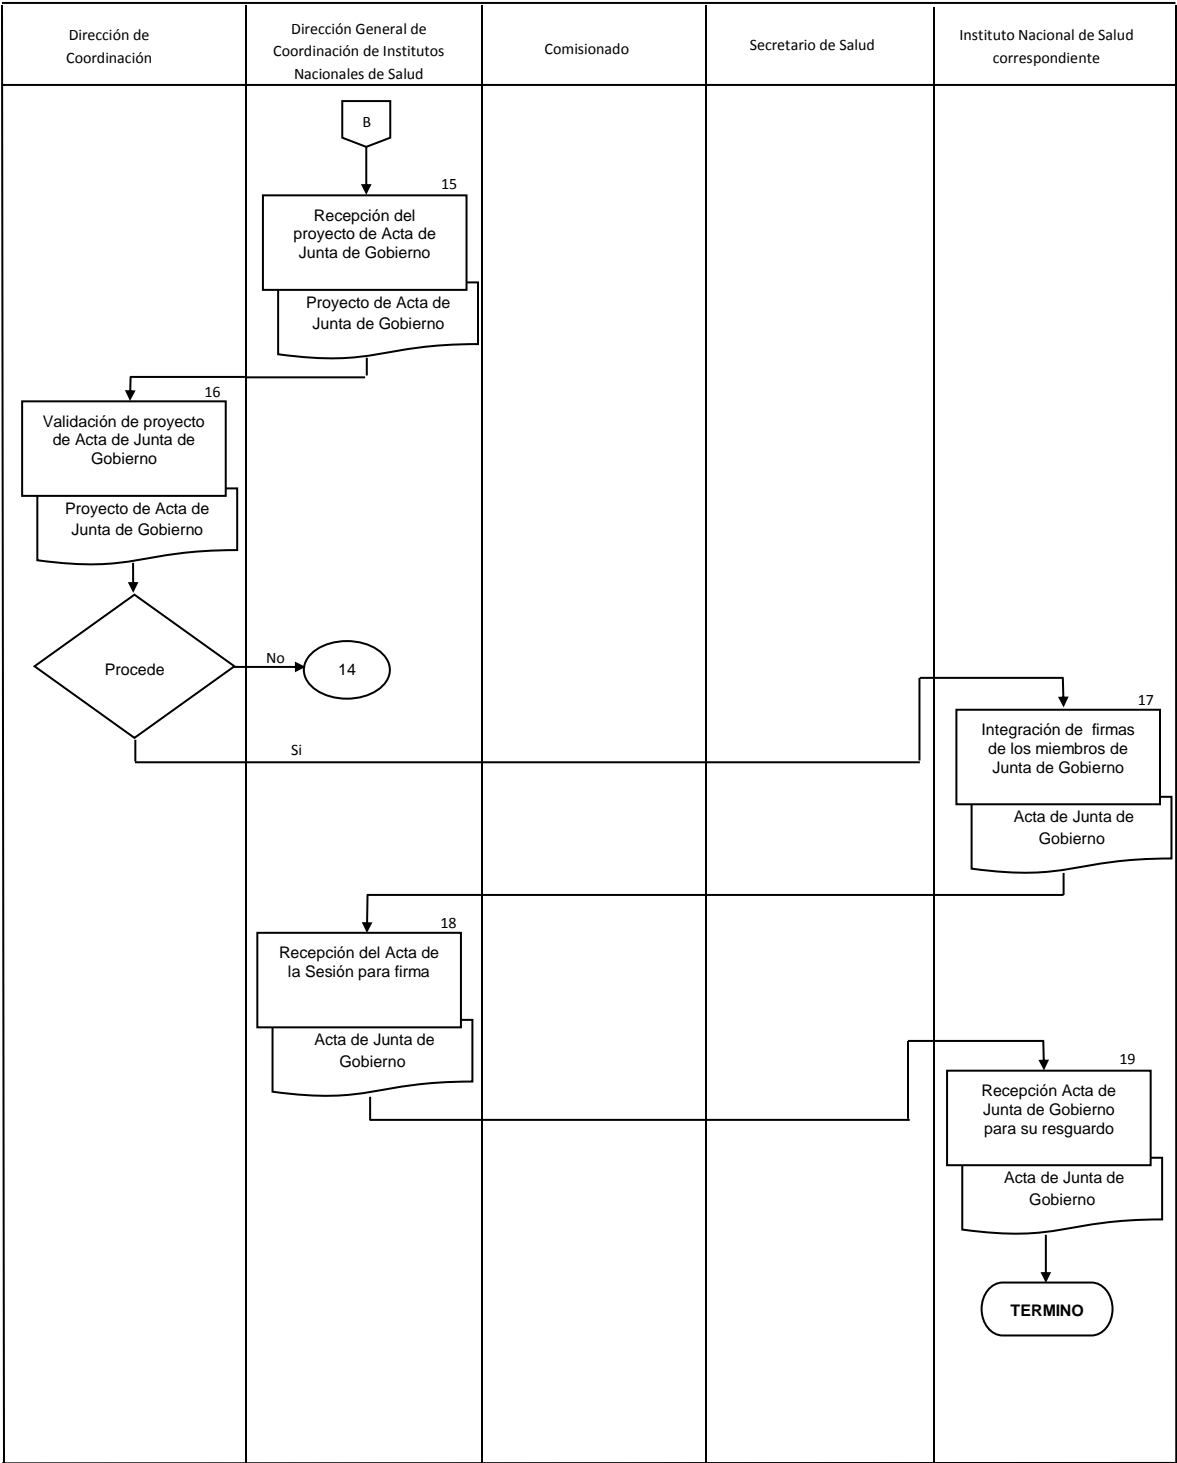 Dirección de
Coordinación
Dirección General de
Coordinación de Institutos
Nacionales de Salud
Comisionado
Secretario de Salud
Instituto Nacional de Salud
correspondiente
B
15
Recepción del
proyecto de Acta de
Junta de Gobierno
Proyecto de Acta de
Junta de Gobierno
16
Validación de proyecto
de Acta de Junta de
Gobierno
Proyecto de Acta de
Junta de Gobierno
Procede
No
14
Si
17
Integración de firmas
de los miembros de
Junta de Gobierno
Acta de Junta de
Gobierno
18
Recepción del Acta de
la Sesión para firma
Acta de Junta de
Gobierno
19
Recepción Acta de
Junta de Gobierno
para su resguardo
Acta de Junta de
Gobierno
TERMINO